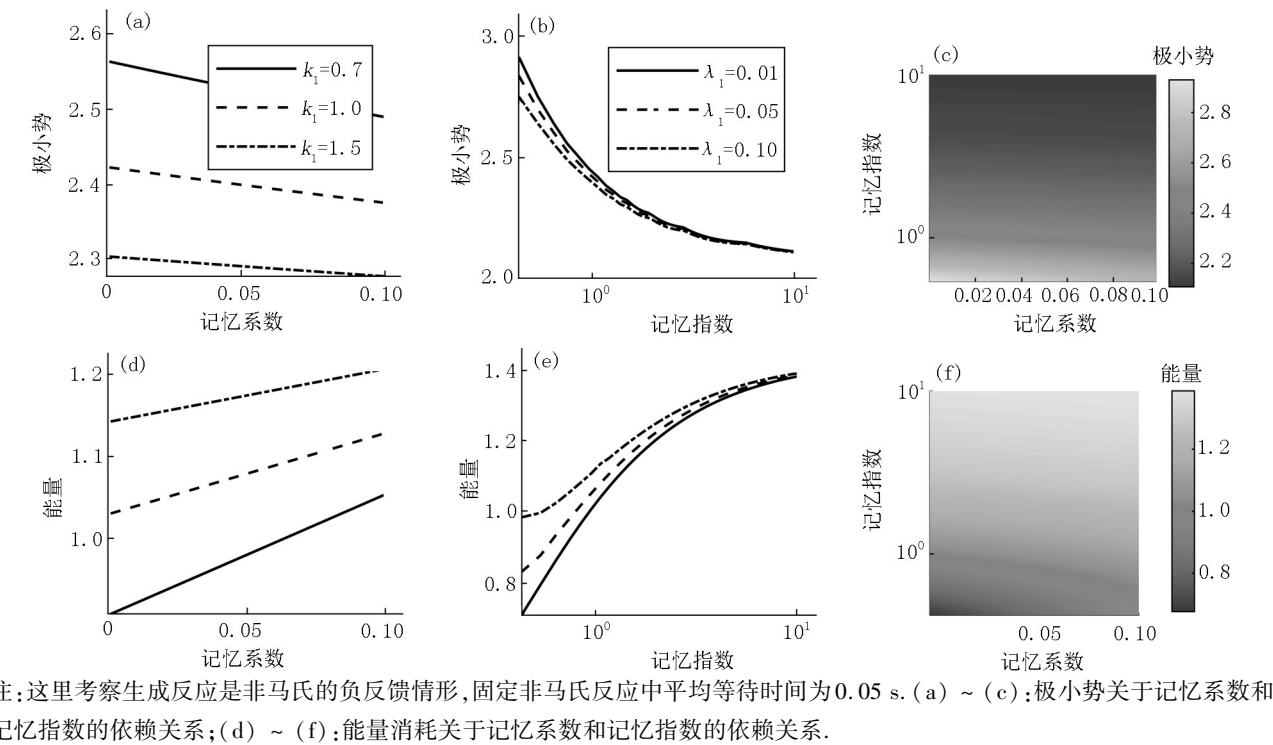 (a)
2.6
2.5
2.4
2.3
极小势
k1=0.7
k1=1.0
k1=1.5
0 0.05 0.10
记忆系数
(b)
3.0
2.5
2.0
极小势
λ1=0.01
λ1=0.05
λ1=0.10
10^0 10^1
记忆指数
(c)
极小势
10^1
10^0
记忆指数
2.8
2.6
2.4
2.2
0.02 0.04 0.06 0.08 0.10
记忆系数
(d)
1.2
1.1
1.0
能量
0 0.05 0.10
记忆系数
(e)
1.4
1.2
1.0
0.8
能量
10^0 10^1
记忆指数
(f)
能量
10^1
10^0
记忆指数
1.2
1.0
0.8
0.05 0.10
记忆系数
注:这里考察生成反应是非马氏的负反馈情形,固定非马氏反应中平均等待时间为0.05 s.(a) ~ (c):极小势关于记忆系数和
记忆指数的依赖关系;(d) ~ (f):能量消耗关于记忆系数和记忆指数的依赖关系.